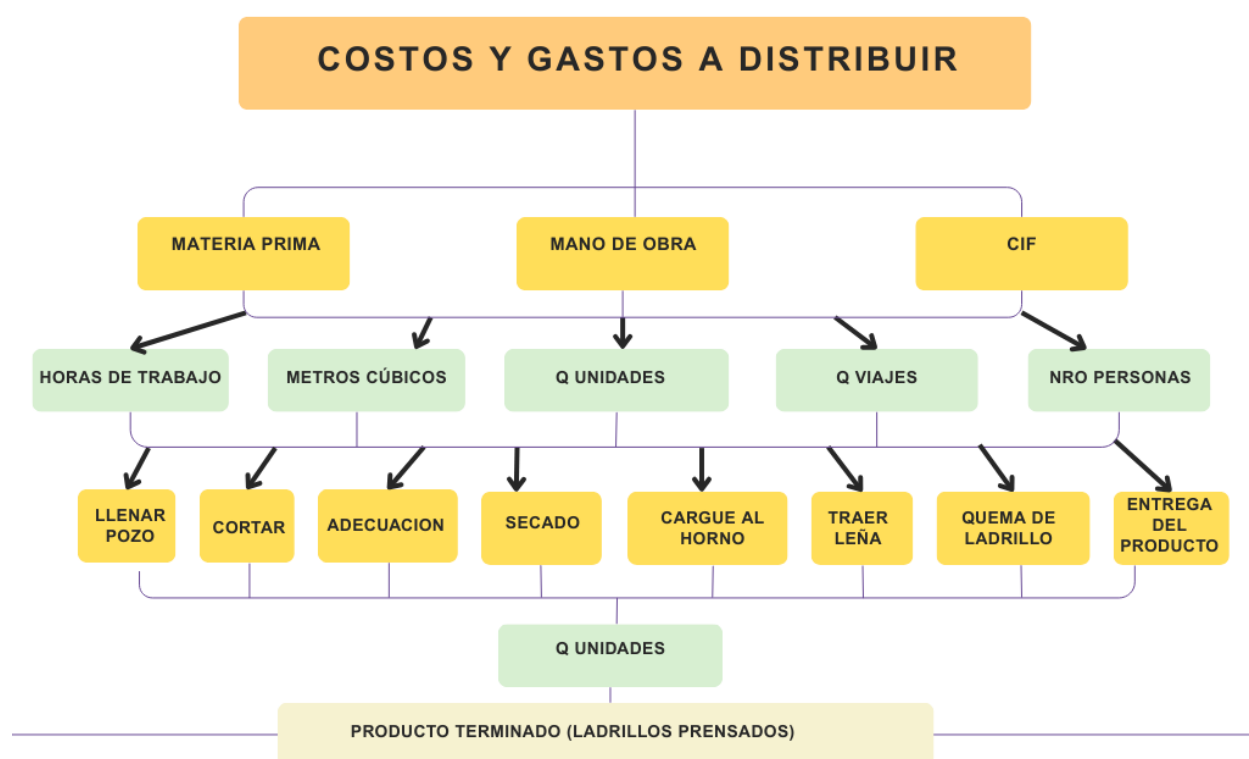 COSTOS Y GASTOS A DISTRIBUIR
MATERIA PRIMA
MANO DE OBRA
CIF
HORAS DE TRABAJO
METROS CÚBICOS
Q UNIDADES
Q VIAJES
NRO PERSONAS
LLENAR
POZO
CORTAR
ADECUACION
SECADO
CARGUE AL
HORNO
TRAER
LEÑA
QUEMA DE
LADRILLO
ENTREGA
DEL
PRODUCTO
Q UNIDADES
PRODUCTO TERMINADO (LADRILLOS PRENSADOS)